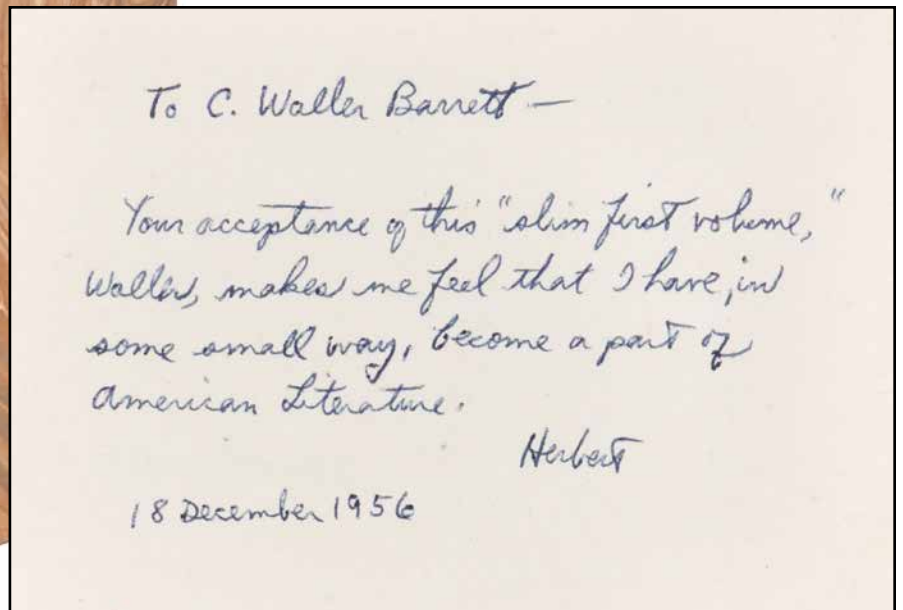 To C. Waller Barrett —
Your acceptance of this "slim first volume,"
Waller, makes me feel that I have, in
some small way, become a part of
American Literature.
Herbert
18 December 1956